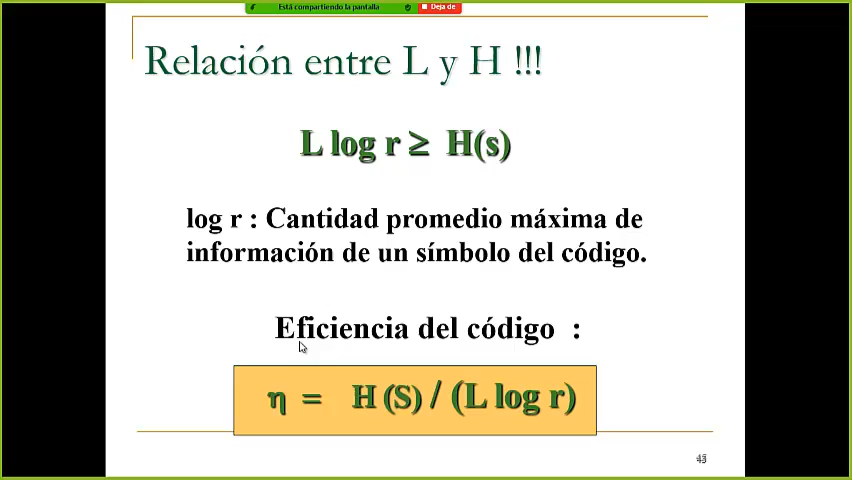 Está compartiendo la pantalla
Deja de
Relación entre L y H !!!
L log r ≥ H(s)
log r : Cantidad promedio máxima de
información de un símbolo del código.
Eficiencia del código :
η = H (S) / (L log r)